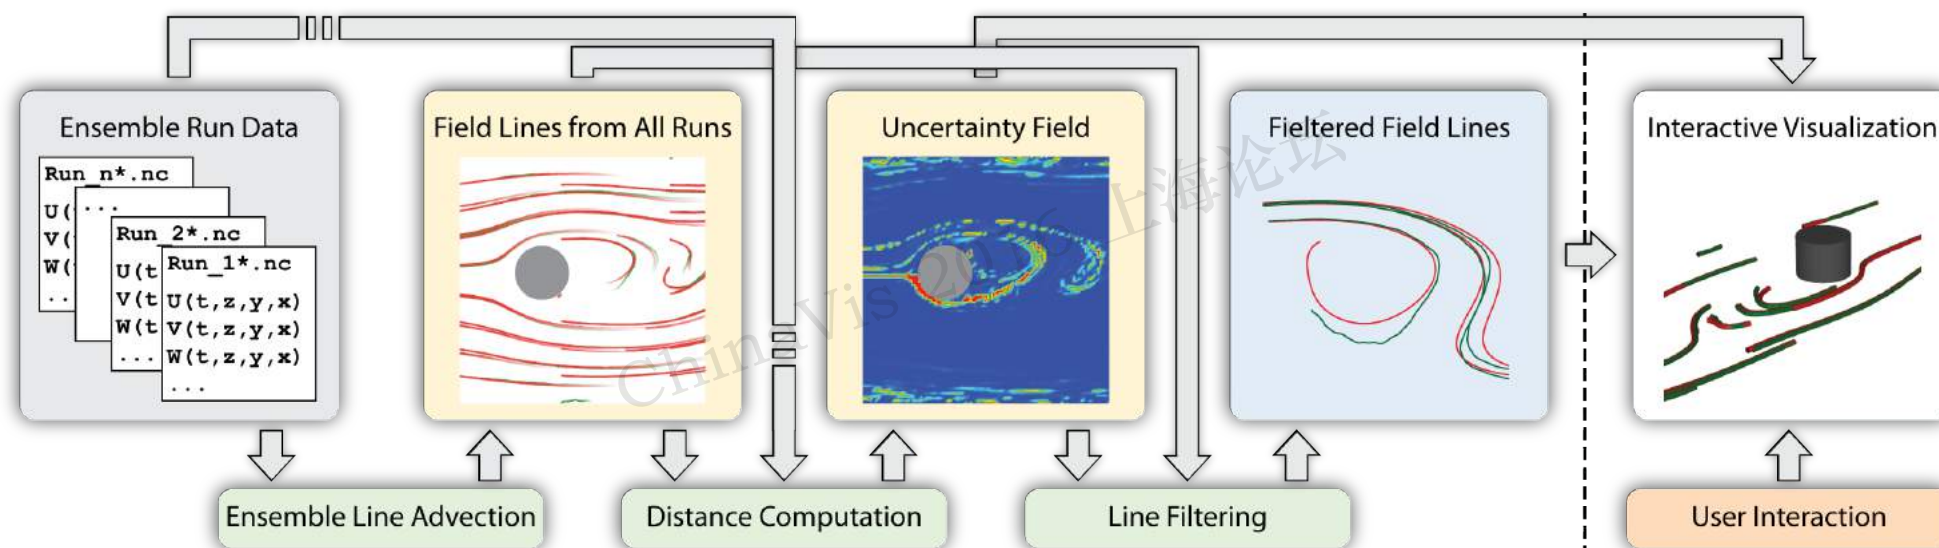 Ensemble Run Data
Run_n*.nc
U(
V(
W(
..
...
Run_2*.nc
U(t
V(t
W(t
...
Run_1*.nc
U(t,z,y,x)
V(t,z,y,x)
W(t,z,y,x)
...
Field Lines from All Runs
Uncertainty Field
Fieltered Field Lines
Interactive Visualization
Ensemble Line Advection
Distance Computation
Line Filtering
User Interaction
ChinaVis 2016 上海论坛